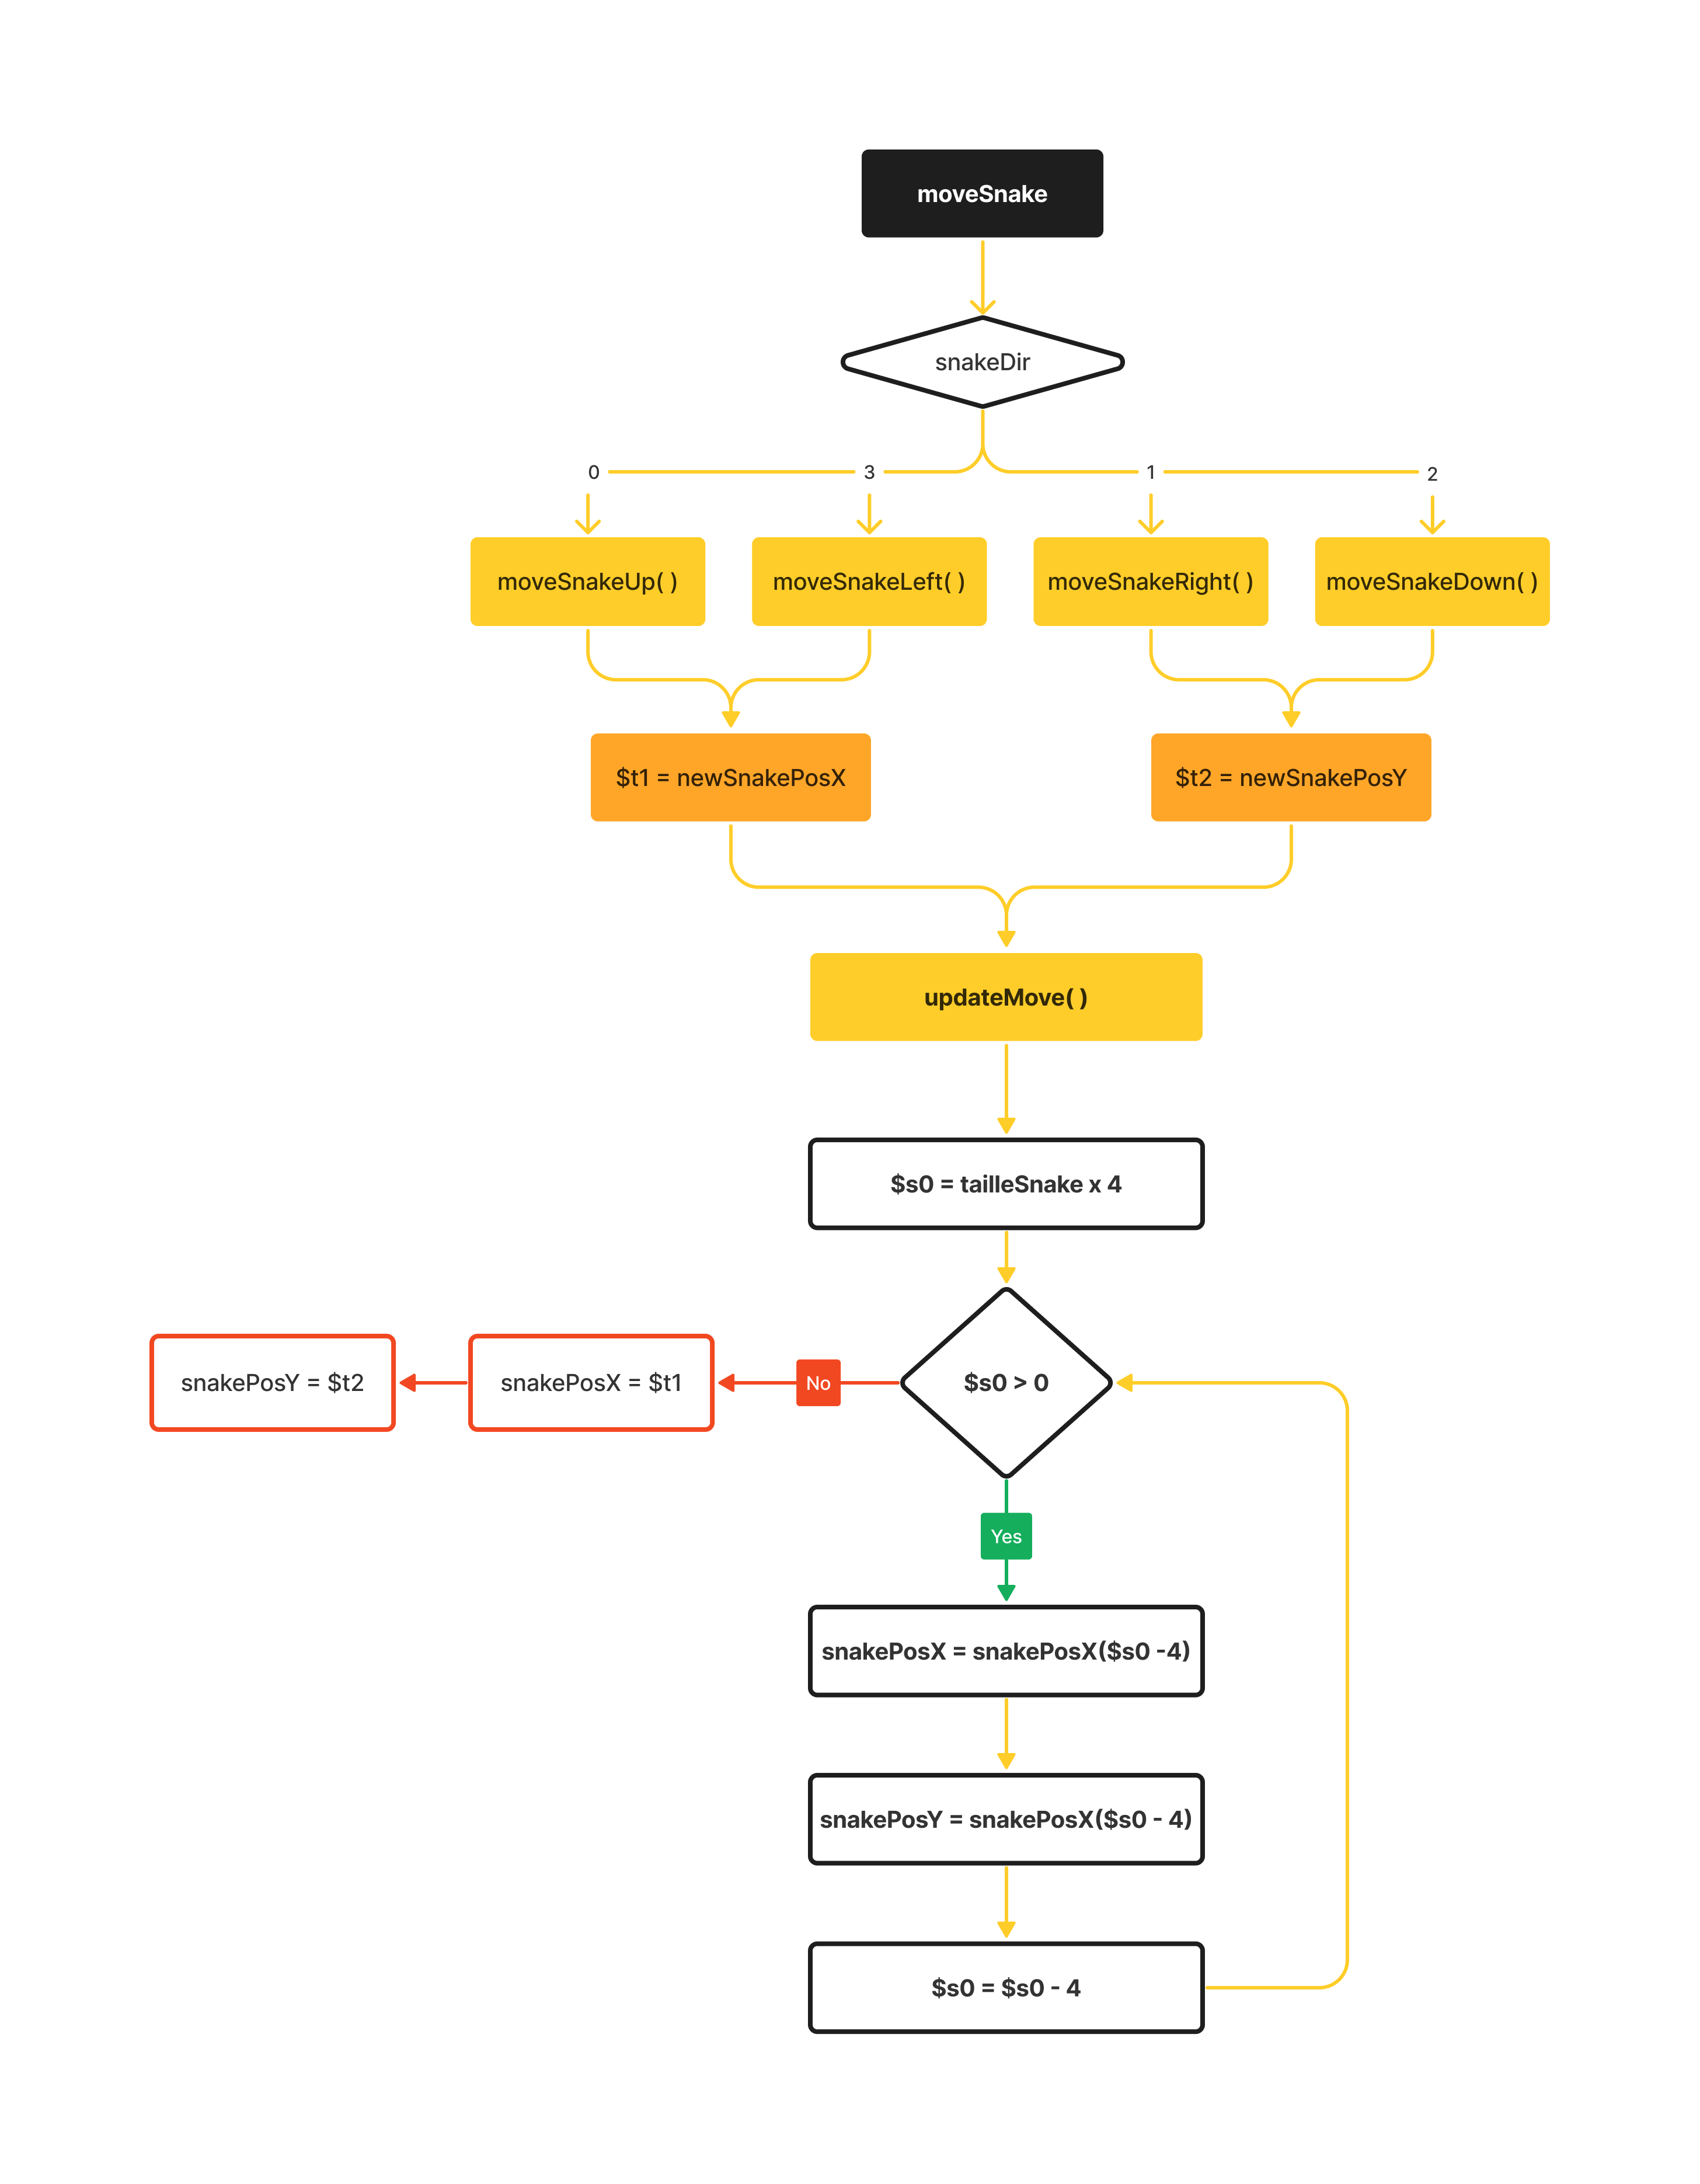 moveSnake
snakeDir
0
3
1
2
moveSnakeUp( )
moveSnakeLeft( )
moveSnakeRight( )
moveSnakeDown( )
$t1 = newSnakePosX
$t2 = newSnakePosY
updateMove( )
$s0 = tailleSnake x 4
snakePosY = $t2
snakePosX = $t1
No
$s0 > 0
Yes
snakePosX = snakePosX($s0 -4)
snakePosY = snakePosX($s0 - 4)
$s0 = $s0 - 4